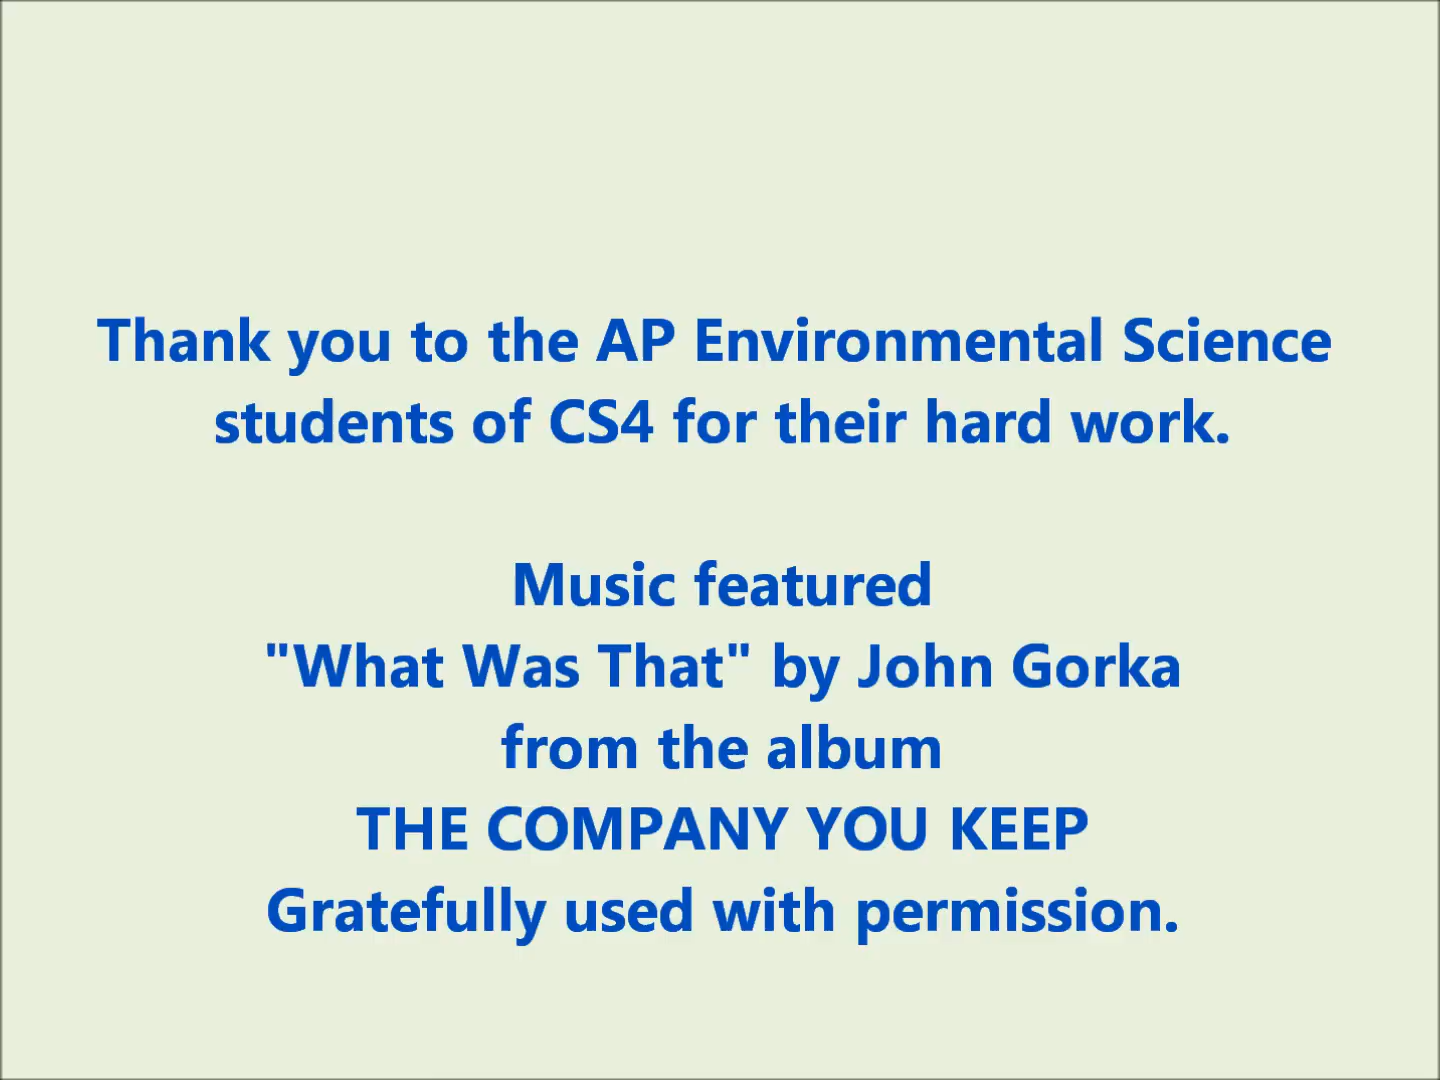 Thank you to the AP Environmental Science
students of CS4 for their hard work.
Music featured
"What Was That" by John Gorka
from the album
THE COMPANY YOU KEEP
Gratefully used with permission.